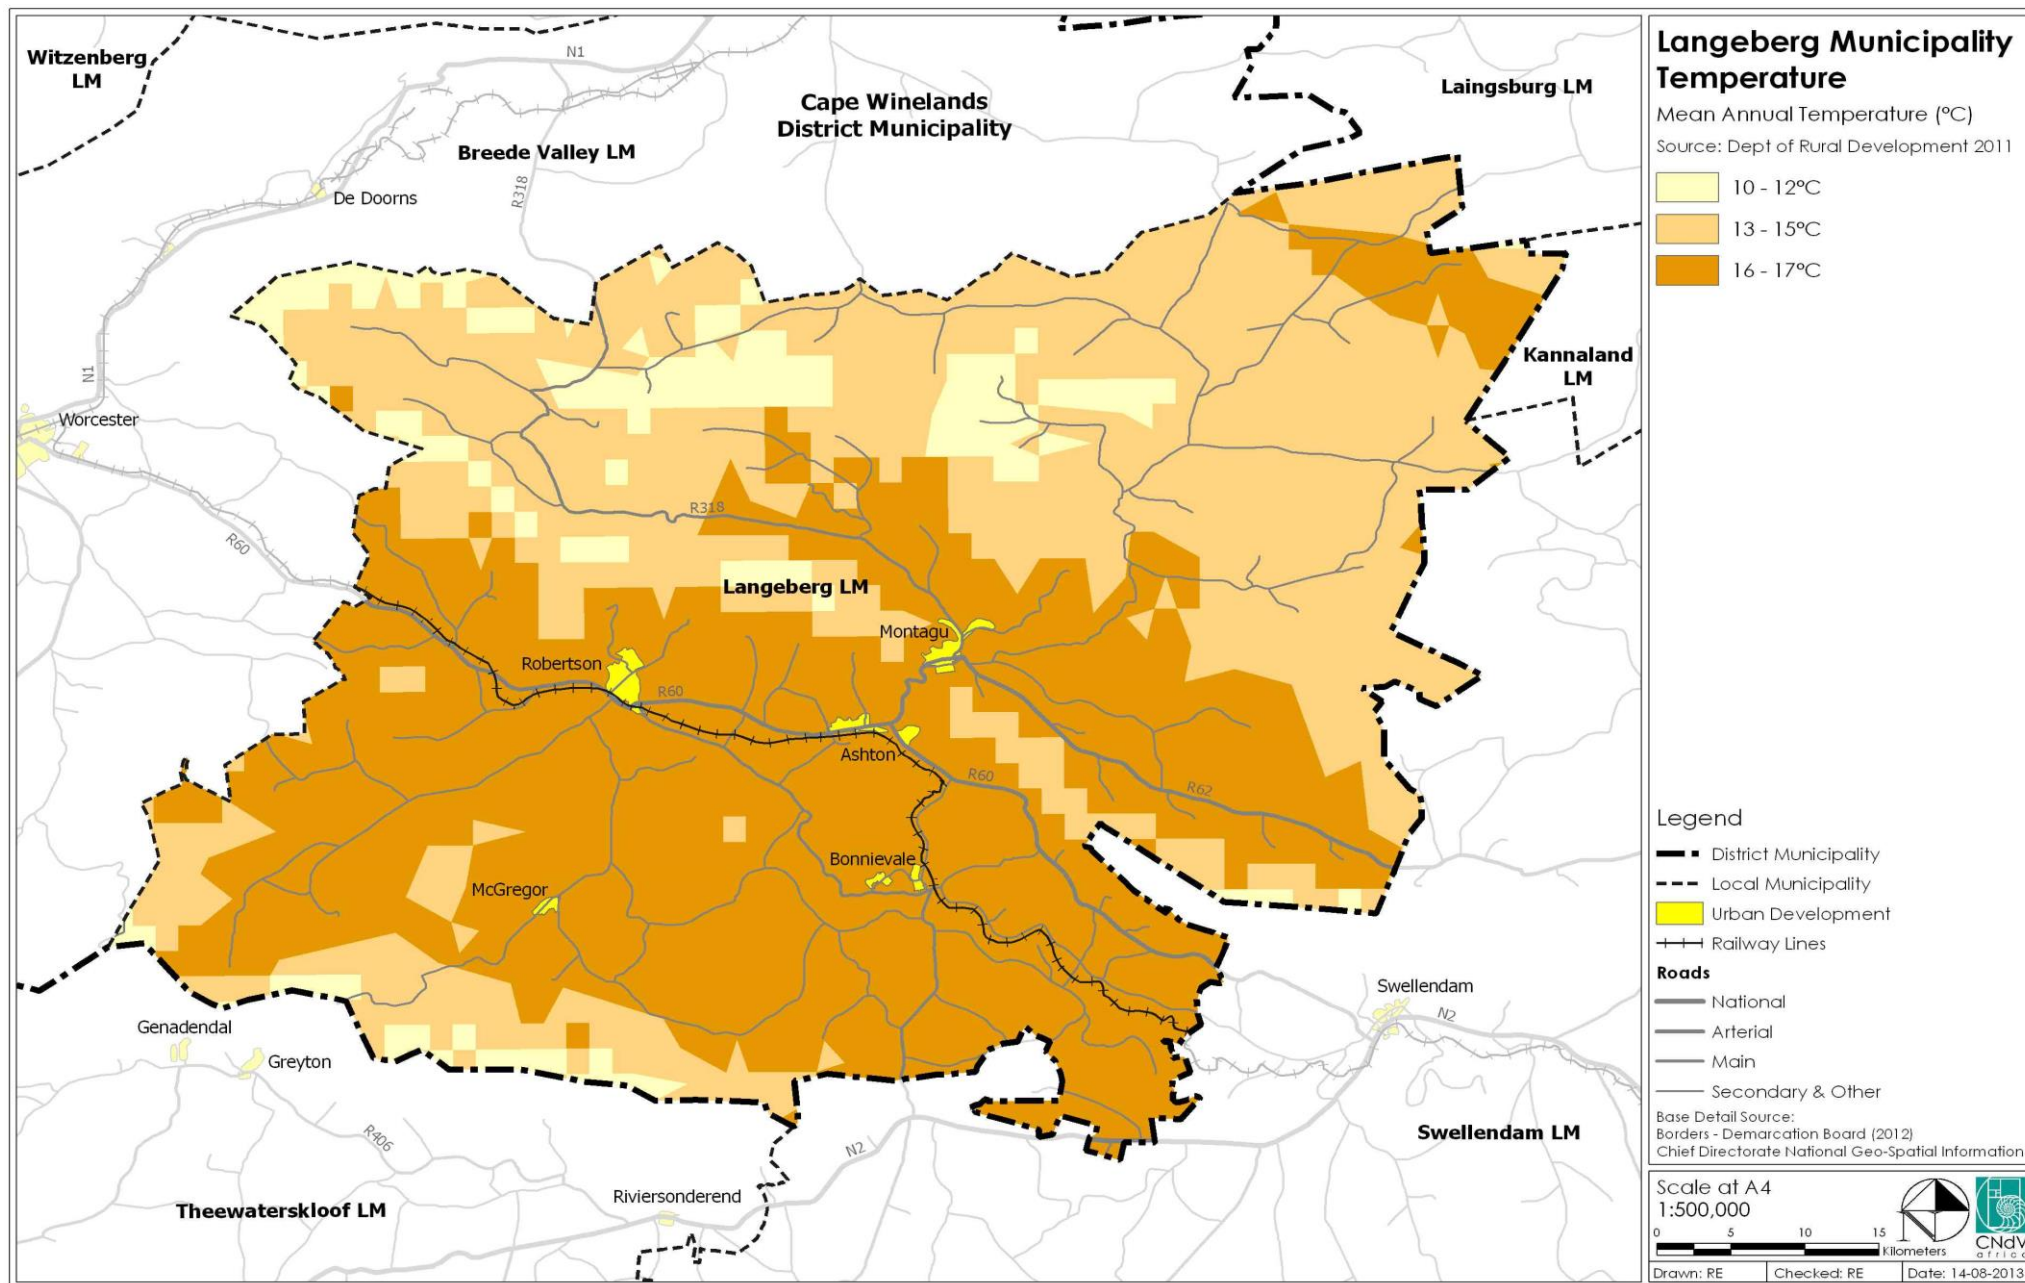 Witzenberg
LM
N1
Cape Winelands
District Municipality
Laingsburg LM
Breede Valley LM
R318
De Doorns
N1
Kannaland
LM
Worcester
R60
R318
Langeberg LM
Montagu
Robertson
R60
Ashton
R60
R62
Bonnievale
McGregor
Swellendam
N2
Genadendal
Greyton
R406
N2
Swellendam LM
Riviersonderend
Theewaterskloof LM
Langeberg Municipality
Temperature
Mean Annual Temperature (°C)
Source: Dept of Rural Development 2011
10 - 12°C
13 - 15°C
16 - 17°C
Legend
District Municipality
Local Municipality
Urban Development
Railway Lines
Roads
National
Arterial
Main
Secondary & Other
Base Detail Source:
Borders - Demarcation Board (2012)
Chief Directorate National Geo-Spatial Information
Scale at A4
1:500,000
0 5 10 15
Kilometers
CNdV
africa
Drawn: RE Checked: RE Date: 14-08-2013